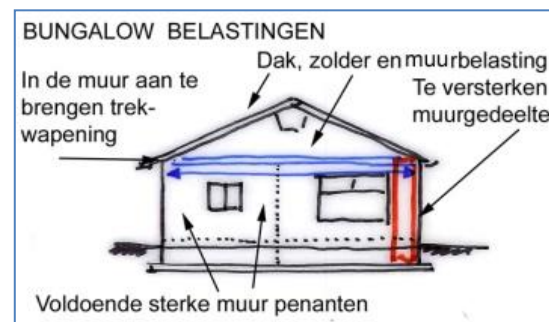 BUNGALOW BELASTINGEN
Dak, zolder en muurbelasting
In de muur aan te
brengen trek-
wapening
Te versterken
muurgedeelte
Voldoende sterke muur penanten